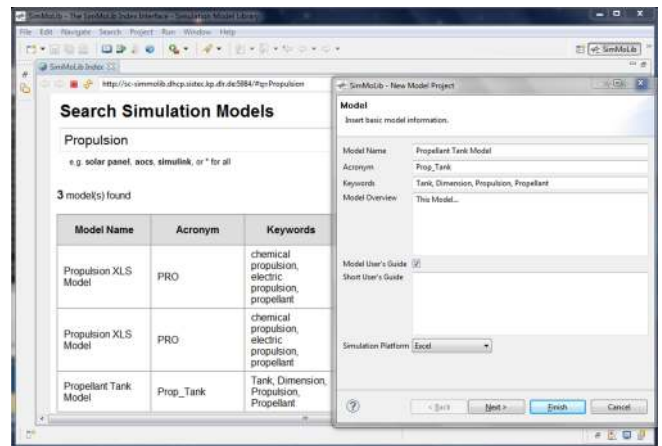 SimMoLib - The SimMoLib Index Interface - Simulation Model Library
File Edit Navigate Search Project Run Window Help
SimMoLib
SimMoLib Index
http://sc-simmolib.dhcp.sistec.kp.dlr.de:5884/#q=Propulsion
Search Simulation Models
Propulsion
e.g. solar panel, aocs, simulink, or * for all
3 model(s) found
Model Name Acronym Keywords
Propulsion XLS Model PRO chemical propulsion, electric propulsion, propellant
Propulsion XLS Model PRO chemical propulsion, electric propulsion, propellant
Propellant Tank Model Prop_Tank Tank, Dimension, Propulsion, Propellant
SimMoLib - New Model Project
Model
Insert basic model information.
Model Name Propellant Tank Model
Acronym Prop_Tank
Keywords Tank, Dimension, Propulsion, Propellant
Model Overview This Model...
Model User's Guide
Short User's Guide
Simulation Platform Excel
< Back Next > Finish Cancel